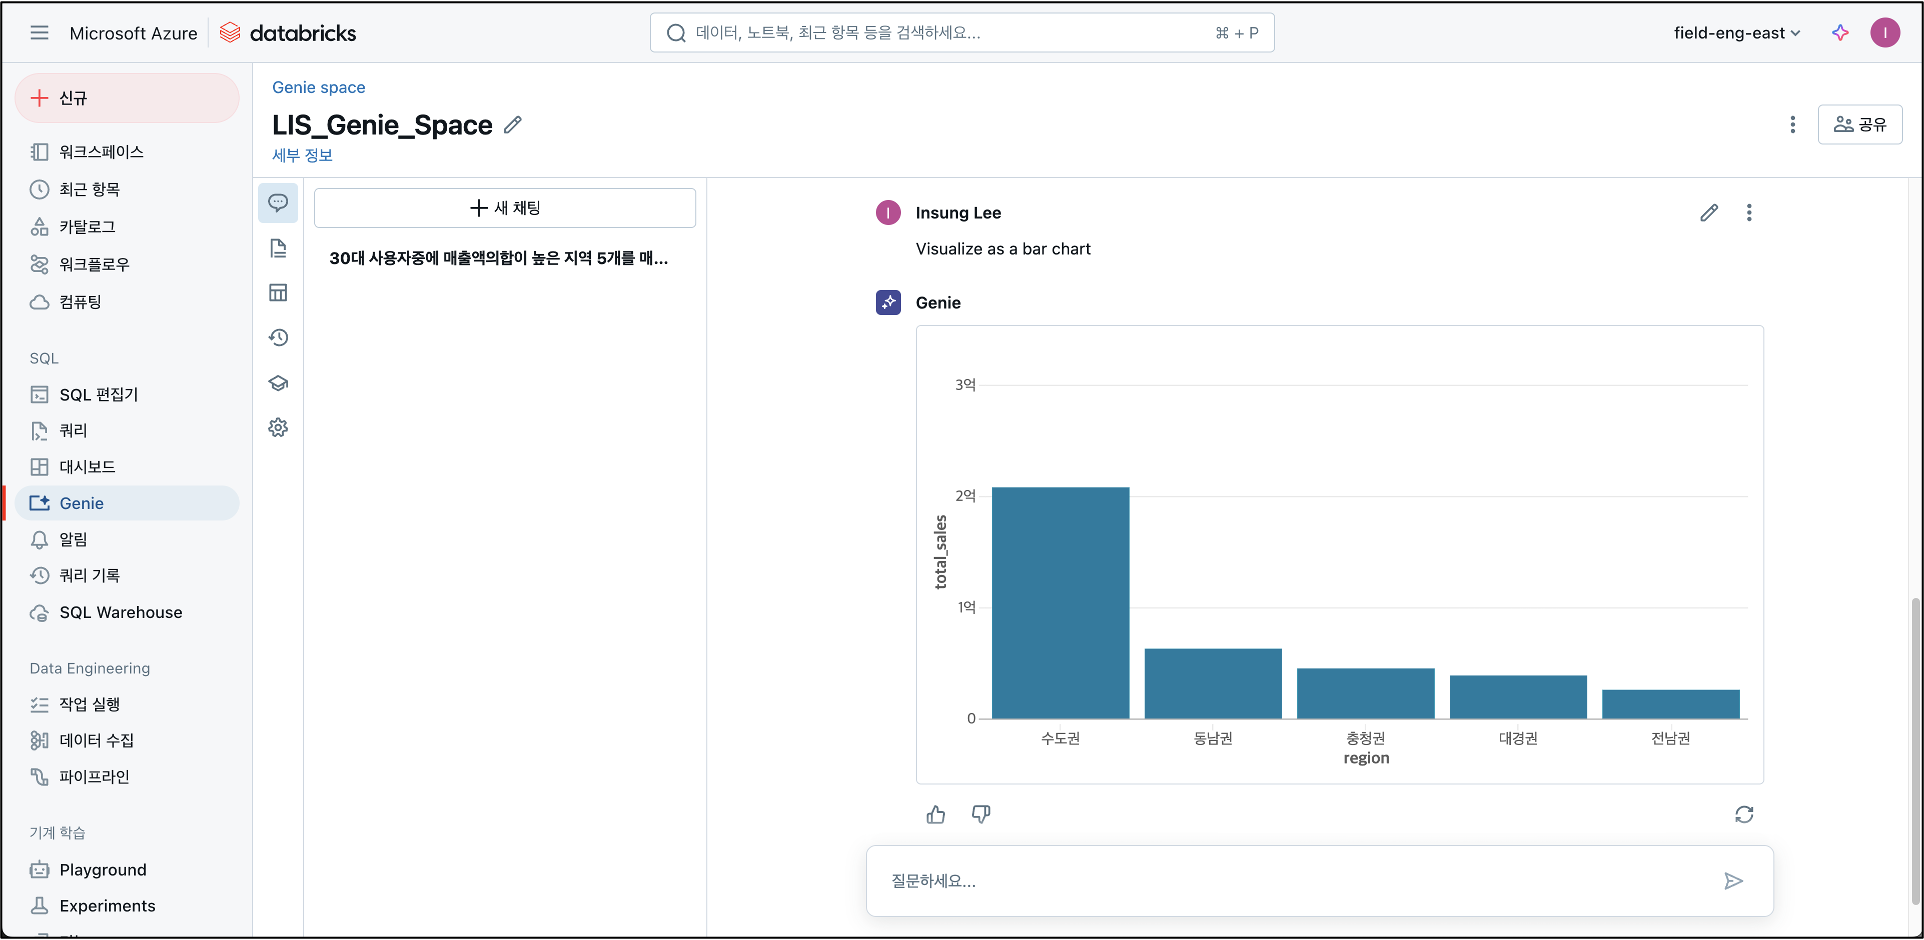 Microsoft Azure
databricks
데이터, 노트북, 최근 항목 등을 검색하세요...
⌘ + P
field-eng-east
I
신규
워크스페이스
최근 항목
카탈로그
워크플로우
컴퓨팅
SQL
SQL 편집기
쿼리
대시보드
Genie
알림
쿼리 기록
SQL Warehouse
Data Engineering
작업 실행
데이터 수집
파이프라인
기계 학습
Playground
Experiments
Genie space
LIS_Genie_Space
세부 정보
공유
새 채팅
30대 사용자중에 매출액의합이 높은 지역 5개를 매...
I
Insung Lee
Visualize as a bar chart
Genie
3억
2억
1억
0
total_sales
수도권
동남권
충청권
대경권
전남권
region
질문하세요...